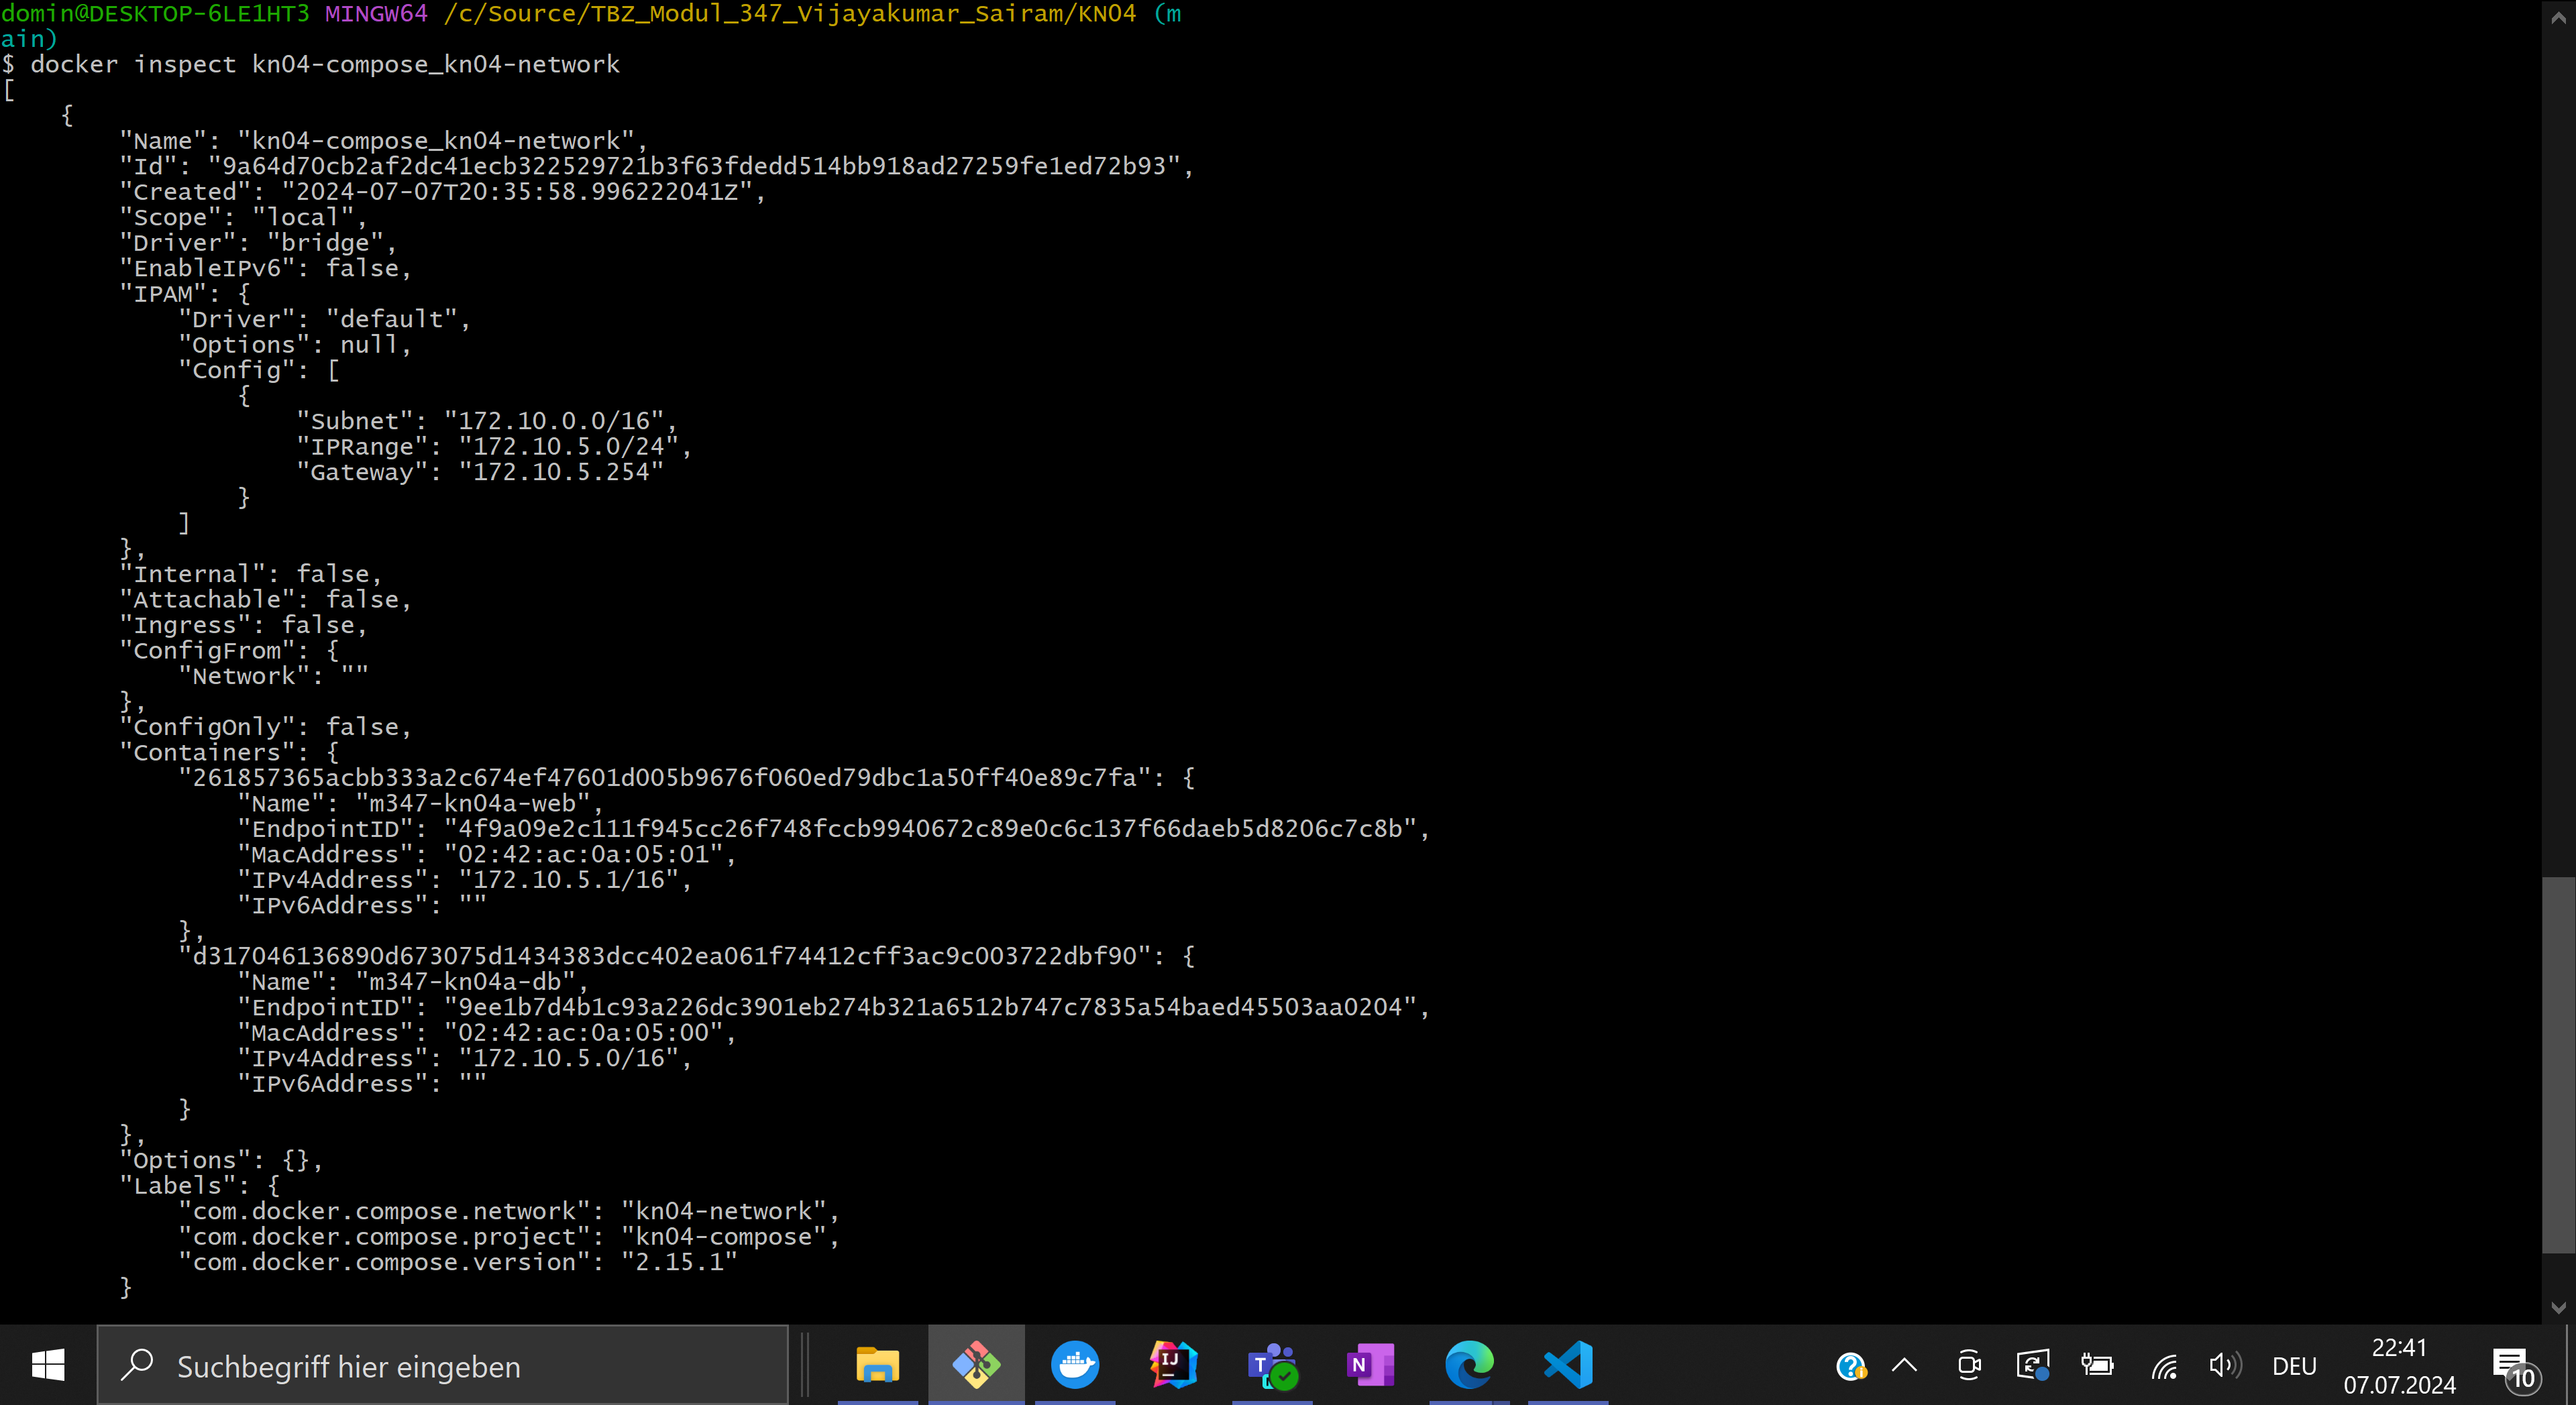 domin@DESKTOP-6LE1HT3 MINGW64 /c/Source/TBZ_Modul_347_Vijayakumar_Sairam/KN04 (m
ain)
$ docker inspect kn04-compose_kn04-network
[
    {
        "Name": "kn04-compose_kn04-network",
        "Id": "9a64d70cb2af2dc41ecb322529721b3f63fdedd514bb918ad27259fe1ed72b93",
        "Created": "2024-07-07T20:35:58.996222041Z",
        "Scope": "local",
        "Driver": "bridge",
        "EnableIPv6": false,
        "IPAM": {
            "Driver": "default",
            "Options": null,
            "Config": [
                {
                    "Subnet": "172.10.0.0/16",
                    "IPRange": "172.10.5.0/24",
                    "Gateway": "172.10.5.254"
                }
            ]
        },
        "Internal": false,
        "Attachable": false,
        "Ingress": false,
        "ConfigFrom": {
            "Network": ""
        },
        "ConfigOnly": false,
        "Containers": {
            "261857365acbb333a2c674ef47601d005b9676f060ed79dbc1a50ff40e89c7fa": {
                "Name": "m347-kn04a-web",
                "EndpointID": "4f9a09e2c111f945cc26f748fccb9940672c89e0c6c137f66daeb5d8206c7c8b",
                "MacAddress": "02:42:ac:0a:05:01",
                "IPv4Address": "172.10.5.1/16",
                "IPv6Address": ""
            },
            "d317046136890d673075d1434383dcc402ea061f74412cff3ac9c003722dbf90": {
                "Name": "m347-kn04a-db",
                "EndpointID": "9ee1b7d4b1c93a226dc3901eb274b321a6512b747c7835a54baed45503aa0204",
                "MacAddress": "02:42:ac:0a:05:00",
                "IPv4Address": "172.10.5.0/16",
                "IPv6Address": ""
            }
        },
        "Options": {},
        "Labels": {
            "com.docker.compose.network": "kn04-network",
            "com.docker.compose.project": "kn04-compose",
            "com.docker.compose.version": "2.15.1"
        }
Suchbegriff hier eingeben
DEU
22:41
07.07.2024
10